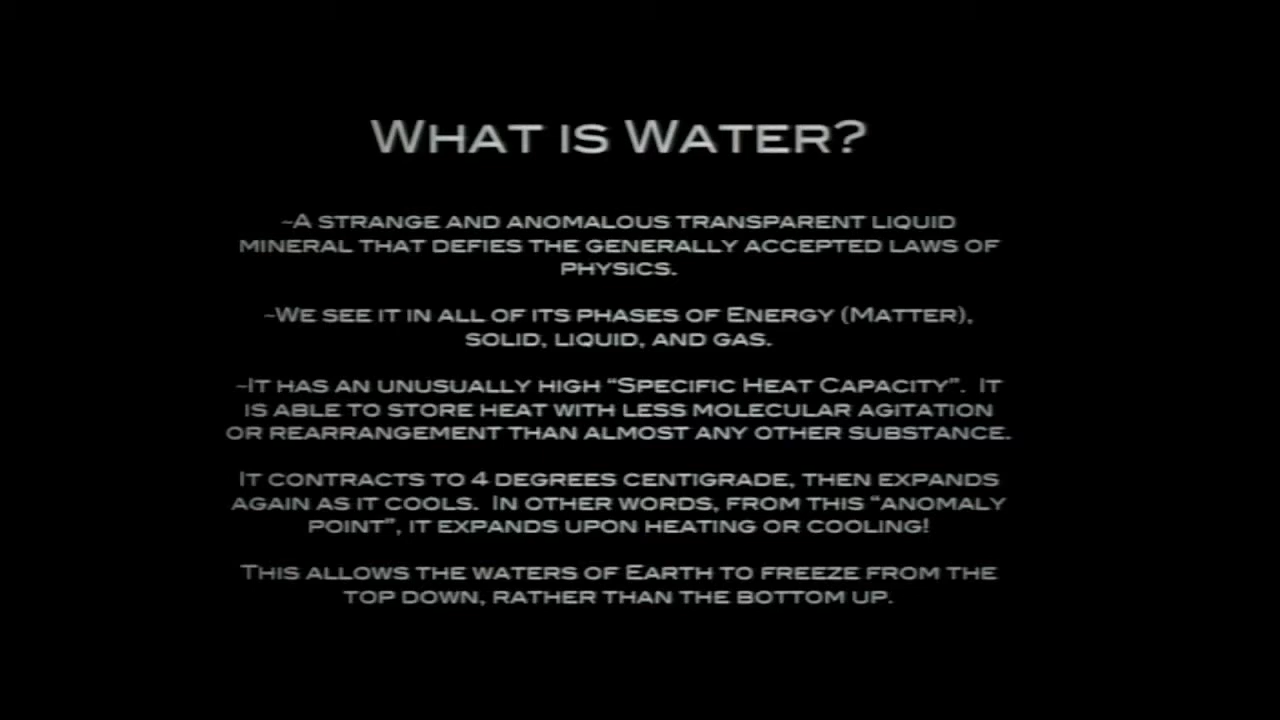 What is Water?
~A strange and anomalous transparent liquid
mineral that defies the generally accepted laws of
physics.
~We see it in all of its phases of Energy (Matter),
solid, liquid, and gas.
~It has an unusually high “Specific Heat Capacity”. It
is able to store heat with less molecular agitation
or rearrangement than almost any other substance.
It contracts to 4 degrees centigrade, then expands
again as it cools. In other words, from this “anomaly
point”, it expands upon heating or cooling!
This allows the waters of Earth to freeze from the
top down, rather than the bottom up.